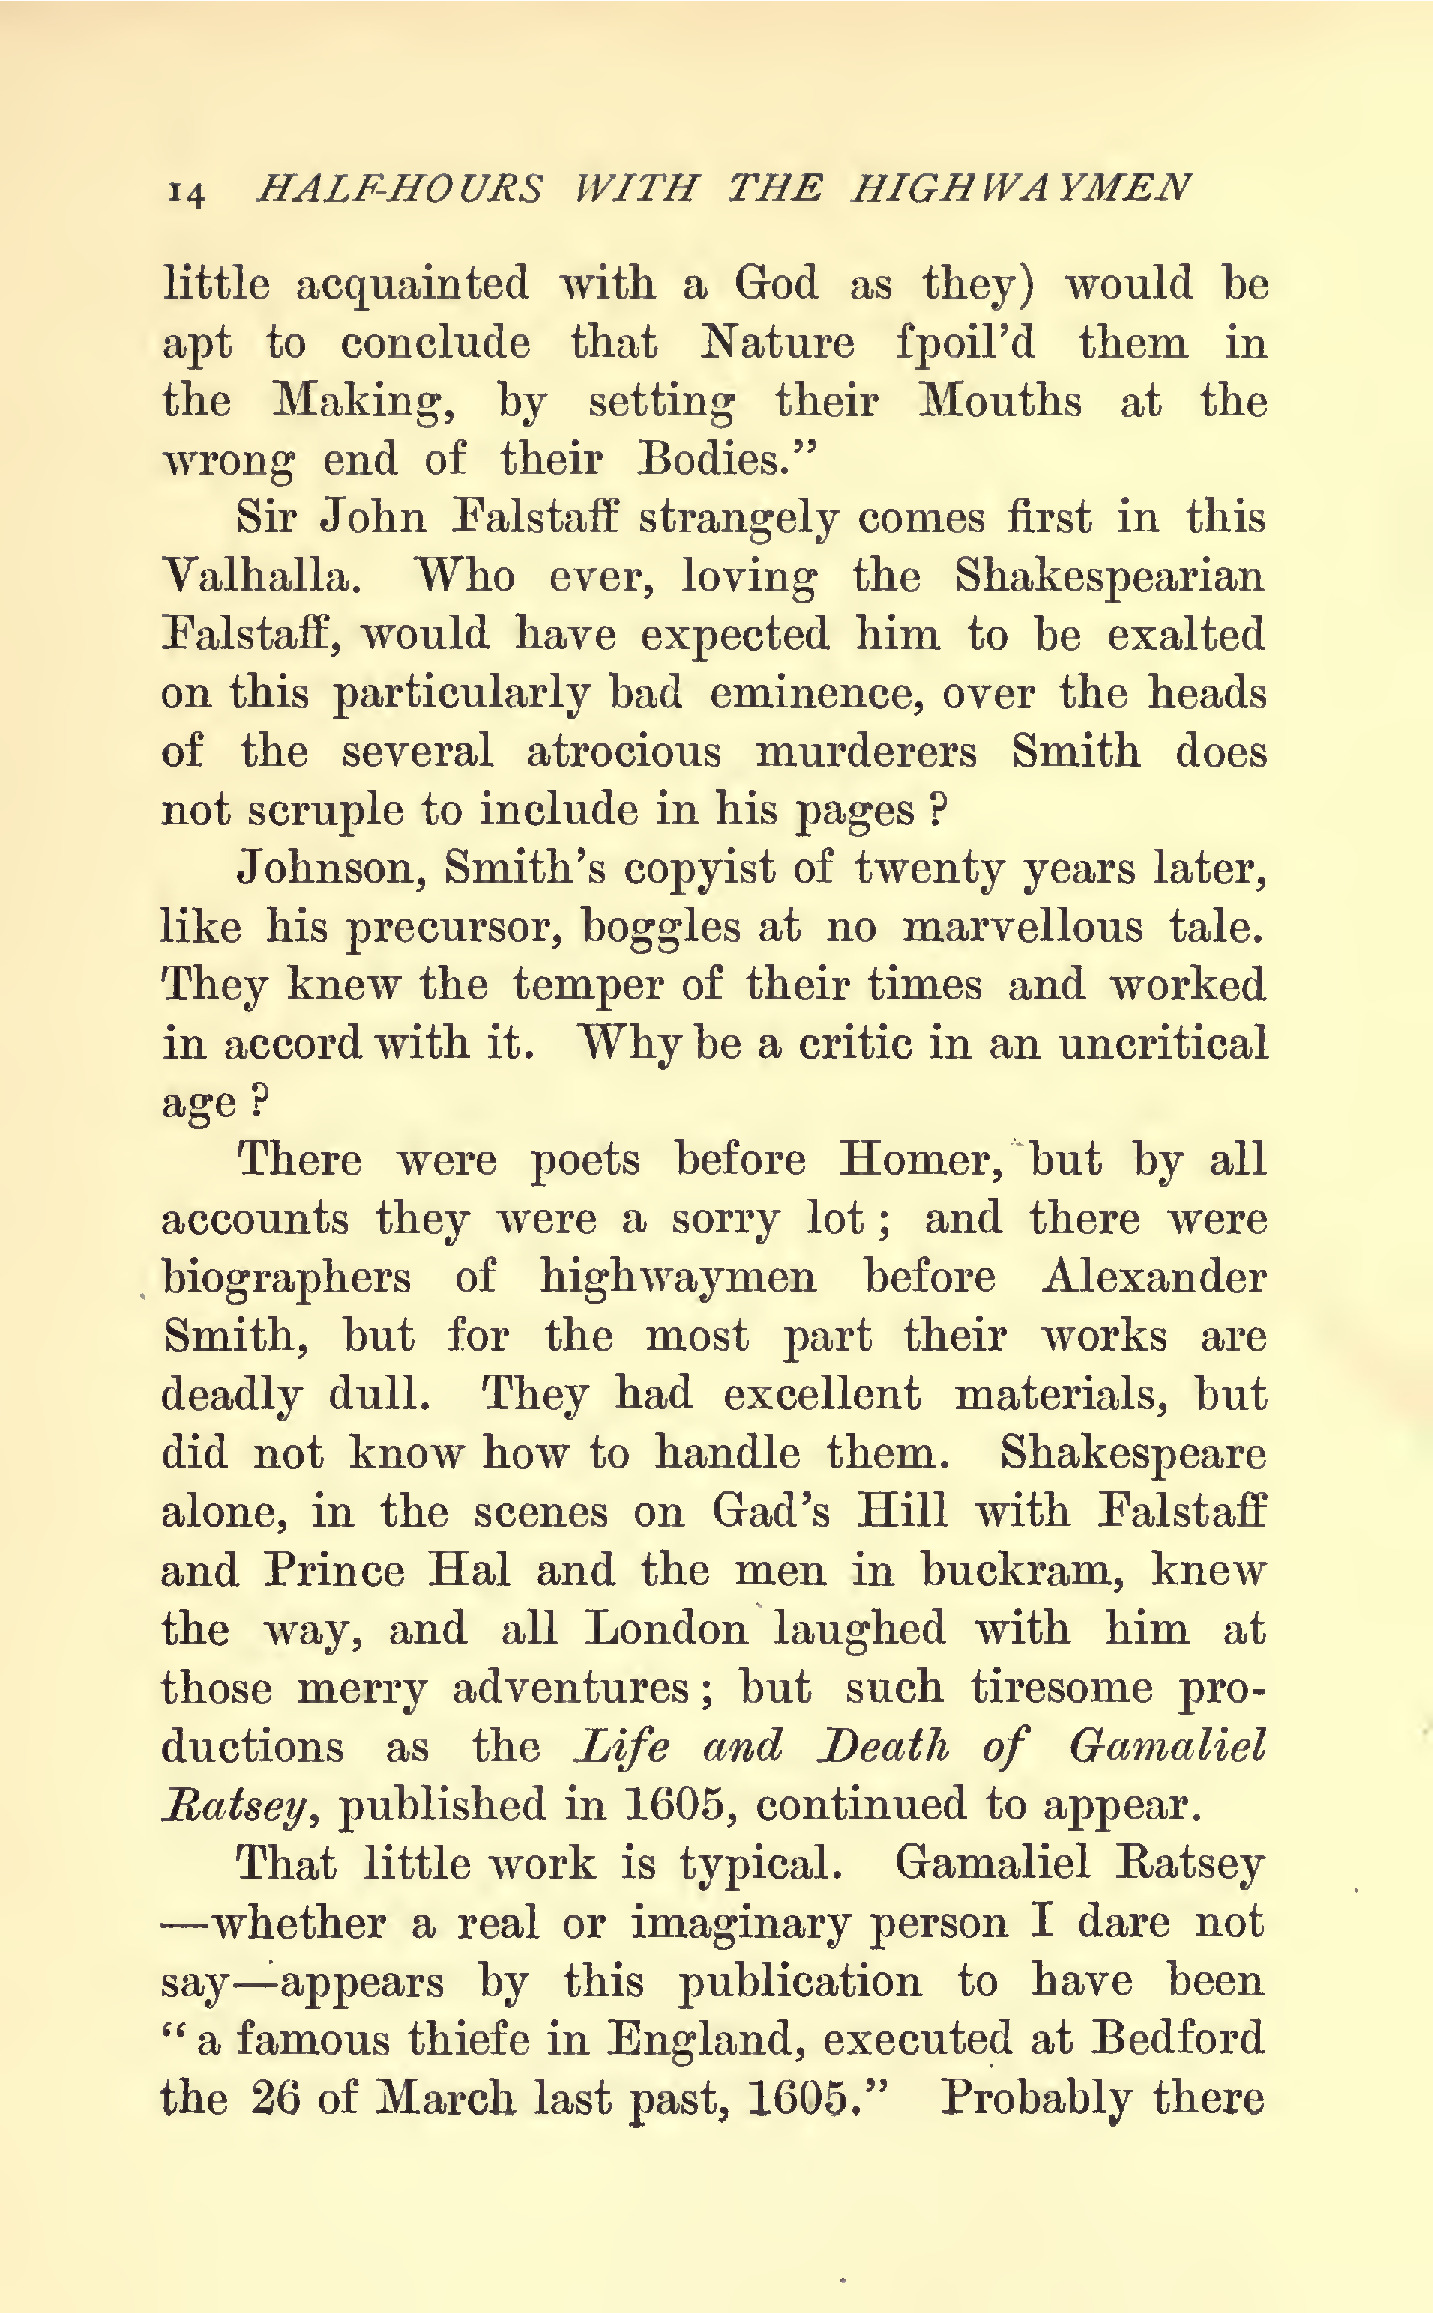 14 HALF-HOURS WITH THE HIGHWAYMEN
little acquainted with a God as they) would be
apt to conclude that Nature fpoil'd them in
the Making, by setting their Mouths at the
wrong end of their Bodies."
Sir John Falstaff strangely comes first in this
Valhalla. Who ever, loving the Shakespearian
Falstaff, would have expected him to be exalted
on this particularly bad eminence, over the heads
of the several atrocious murderers Smith does
not scruple to include in his pages ?
Johnson, Smith's copyist of twenty years later,
like his precursor, boggles at no marvellous tale.
They knew the temper of their times and worked
in accord with it. Why be a critic in an uncritical
age ?
There were poets before Homer, but by all
accounts they were a sorry lot ; and there were
biographers of highwaymen before Alexander
Smith, but for the most part their works are
deadly dull. They had excellent materials, but
did not know how to handle them. Shakespeare
alone, in the scenes on Gad's Hill with Falstaff
and Prince Hal and the men in buckram, knew
the way, and all London laughed with him at
those merry adventures ; but such tiresome pro-
ductions as the Life and Death of Gamaliel
Ratsey, published in 1605, continued to appear.
That little work is typical. Gamaliel Ratsey
—whether a real or imaginary person I dare not
say—appears by this publication to have been
" a famous thiefe in England, executed at Bedford
the 26 of March last past, 1605." Probably there